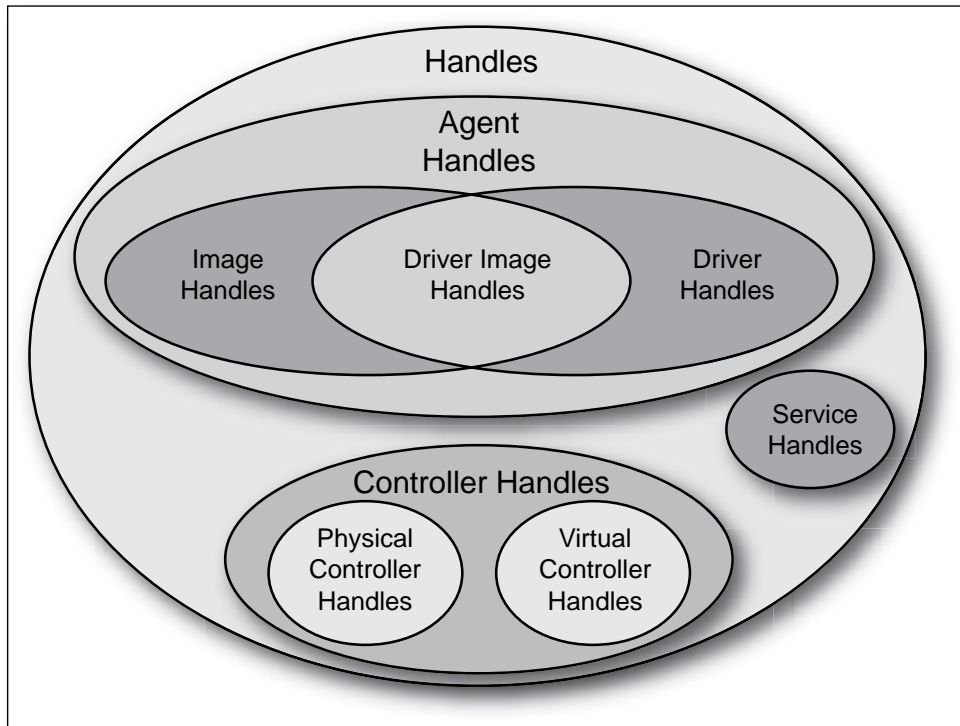 Handles
Agent
Handles
Image
Handles
Driver Image
Handles
Driver
Handles
Service
Handles
Controller Handles
Physical
Controller
Handles
Virtual
Controller
Handles